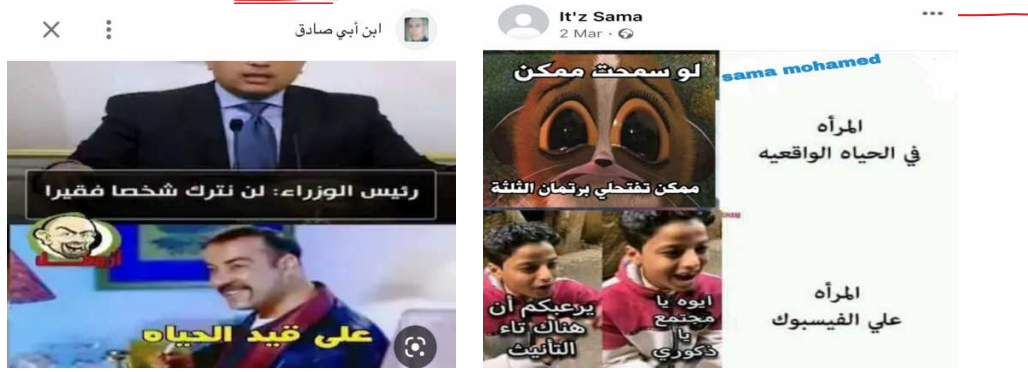 ابن أبي صادق
رئيس الوزراء: لن نترك شخصا فقيرا
على قيد الحياه
It'z Sama
2 Mar
sama mohamed
لو سمحت ممكن
ممكن تفتحلي برتمان الثلثة
المرأه
في الحياه الواقعيه
ايوه يا
مجتمع
يا
ذكوري
يرعبكم أن
هناك تاء
التأنيث
المرأه
علي الفيسبوك